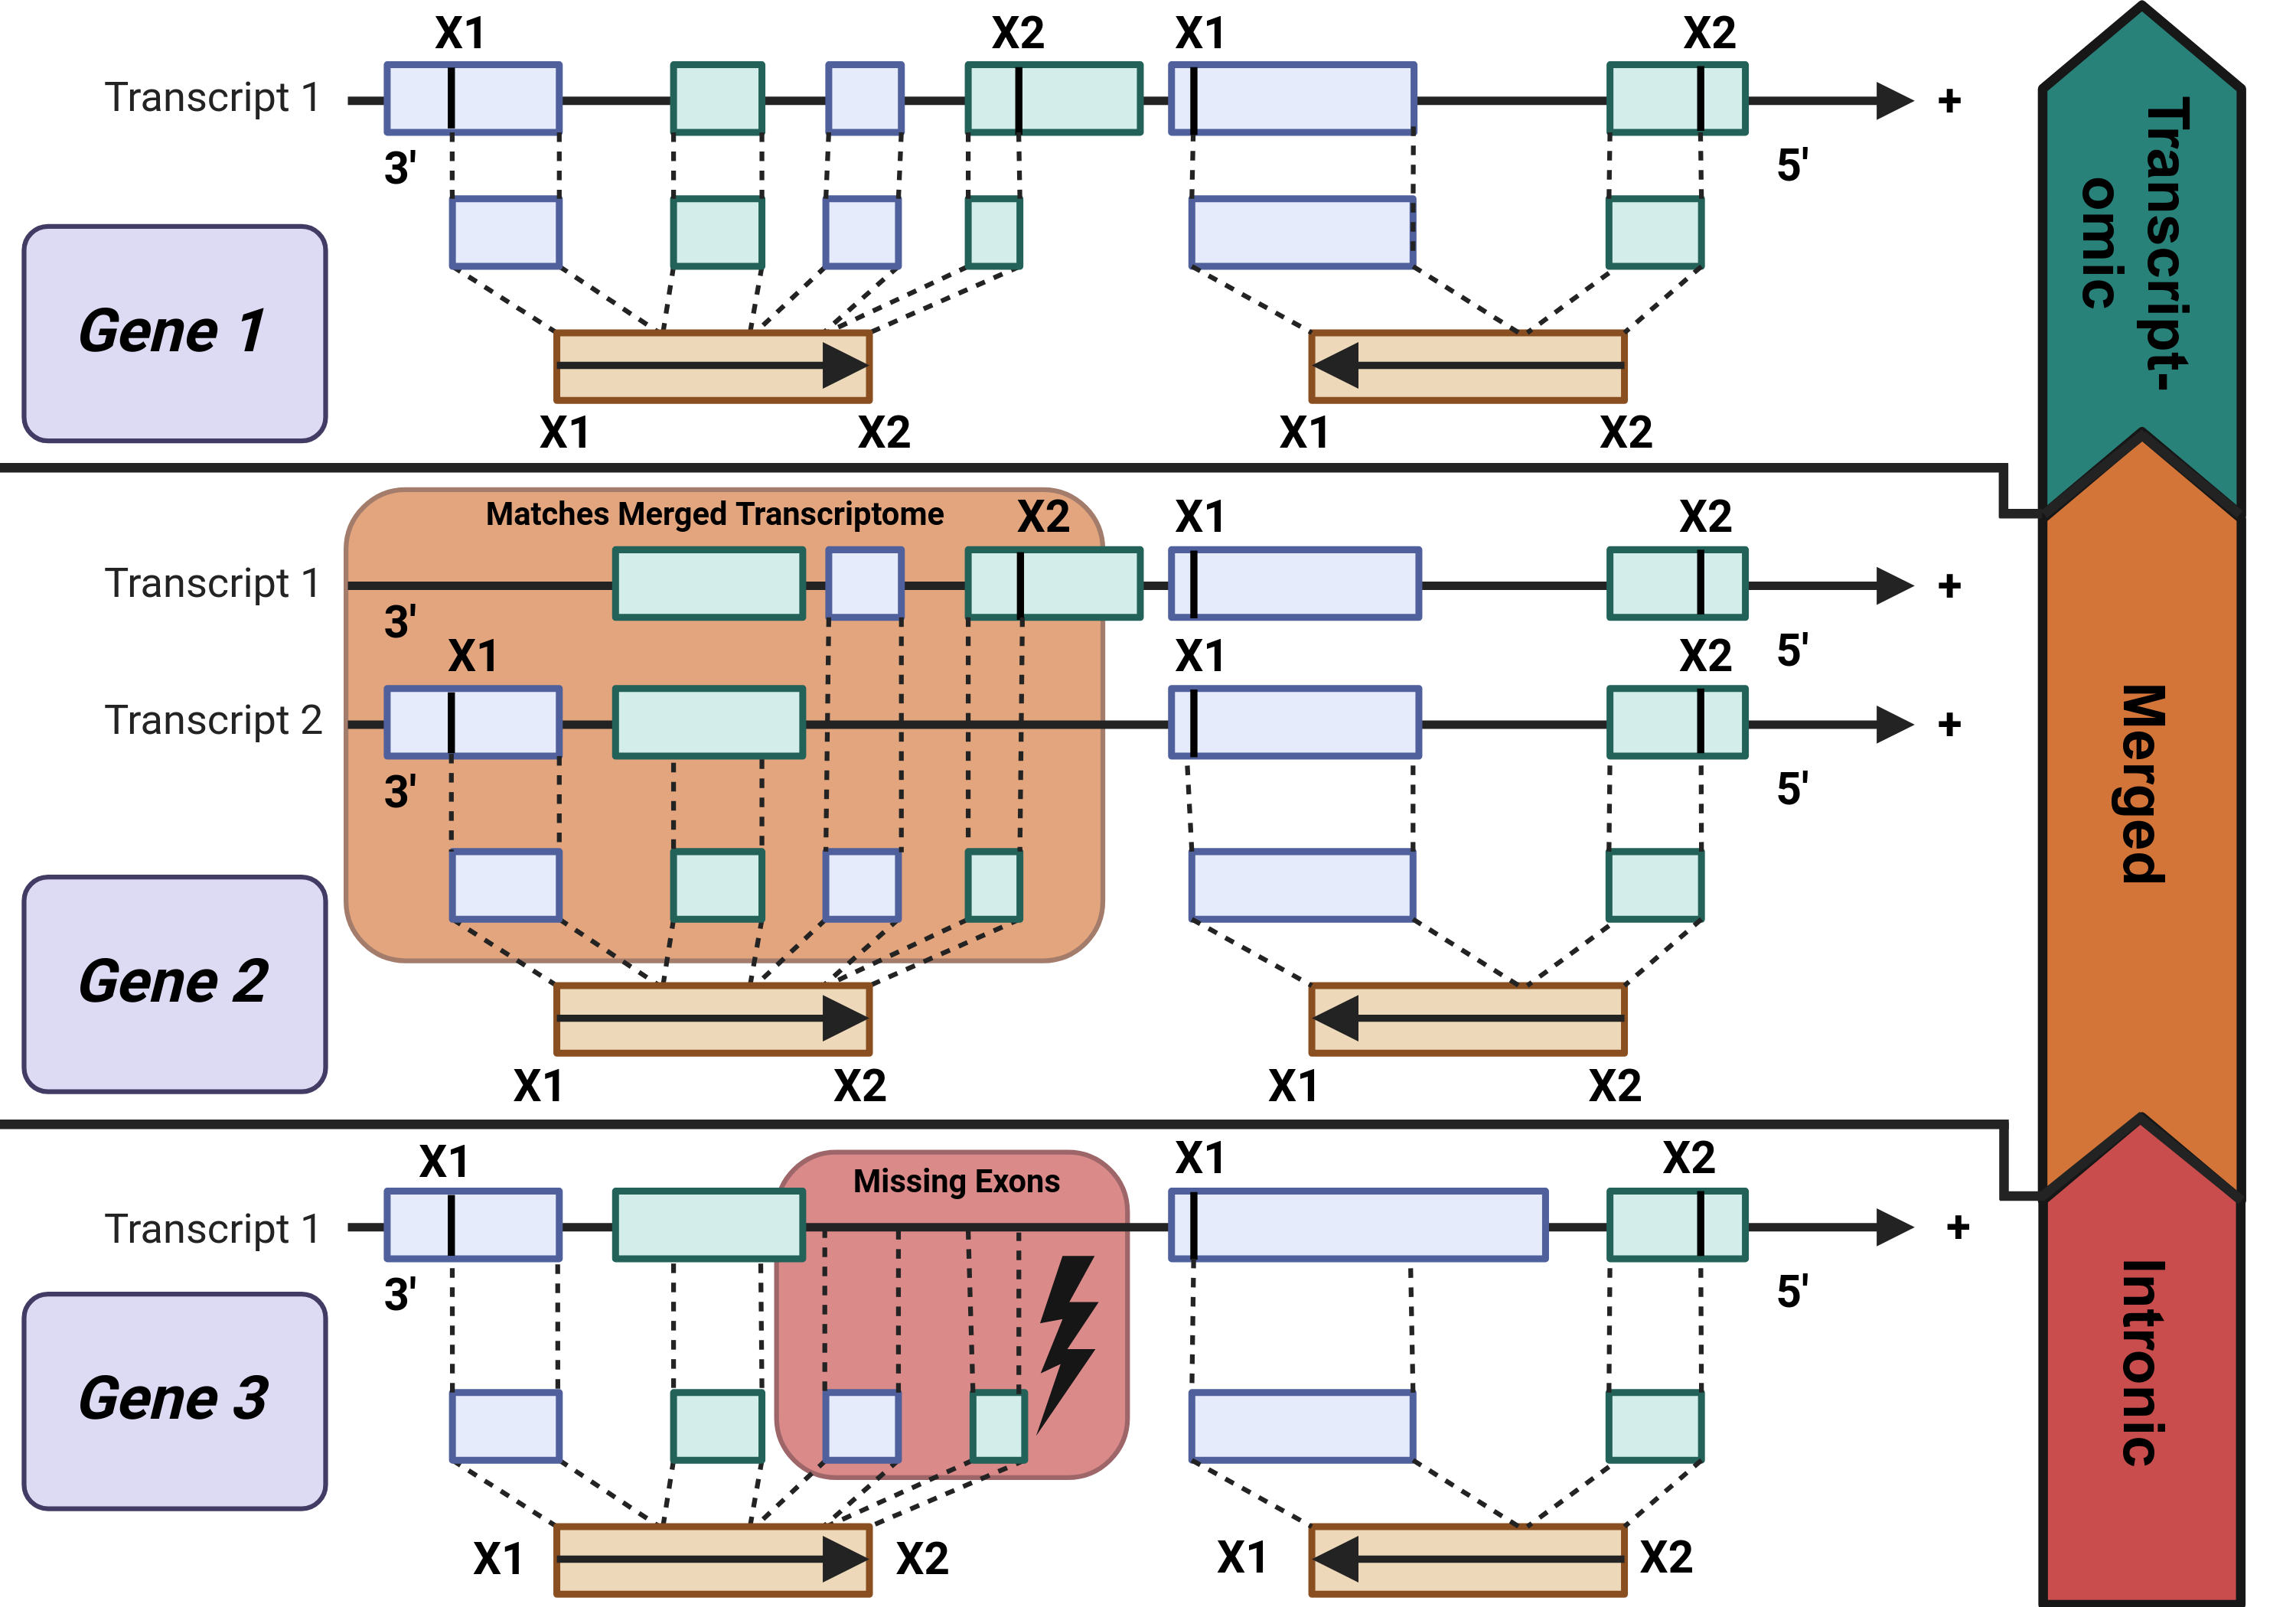 X1 X2 X1 X2
Transcript 1 +
3' 5'
Gene 1
X1 X2 X1 X2
Transcript-
omic
Matches Merged Transcriptome
X2 X1 X2
Transcript 1 +
3' 5'
X1 X1 X2
Transcript 2 +
3' 5'
Gene 2
X1 X2 X1 X2
Merged
X1 X1 X2
Missing Exons
Transcript 1 +
3' 5'
Gene 3
X1 X2 X1 X2
Intronic